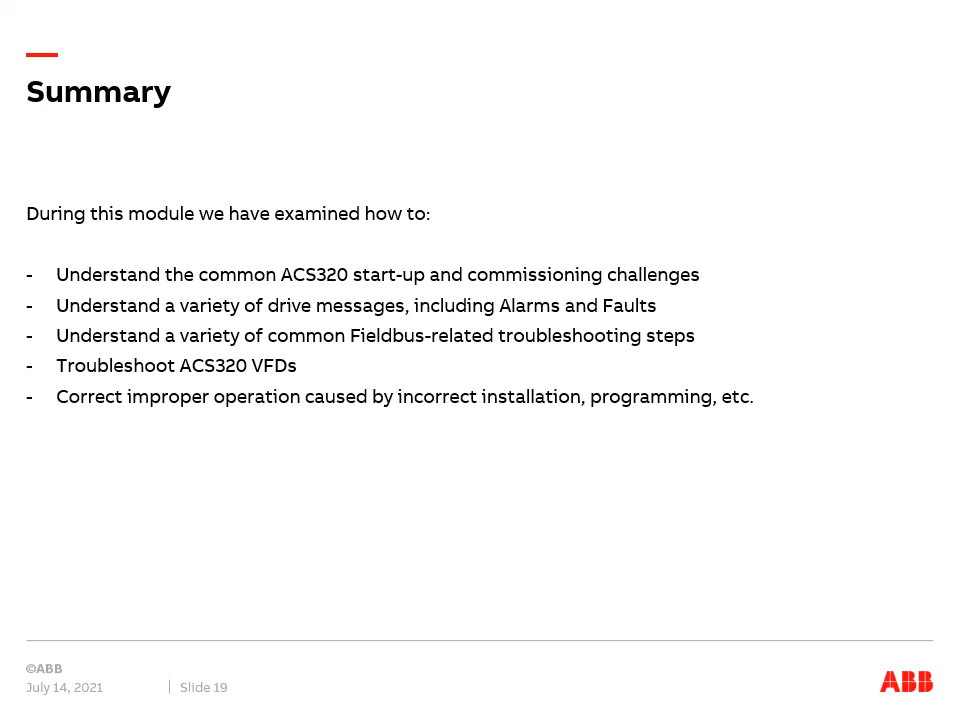 Summary
During this module we have examined how to:
- Understand the common ACS320 start-up and commissioning challenges
- Understand a variety of drive messages, including Alarms and Faults
- Understand a variety of common Fieldbus-related troubleshooting steps
- Troubleshoot ACS320 VFDs
- Correct improper operation caused by incorrect installation, programming, etc.
©ABB
July 14, 2021 | Slide 19
ABB